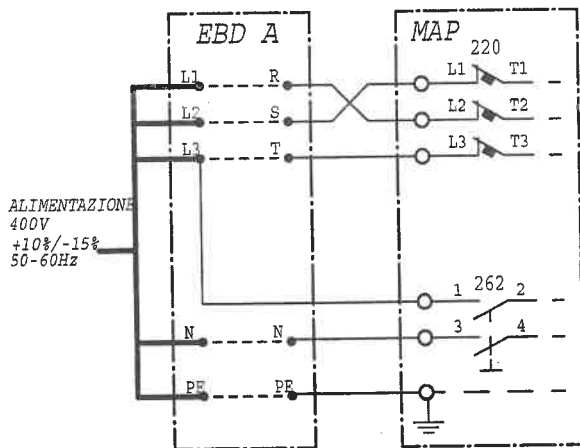 EBD A
MAP
220
L1 R L1 T1
L2 S L2 T2
L3 T L3 T3
ALIMENTAZIONE
400V
+10%/-15%
50-60Hz
262
1 2
N N 3 4
PE PE